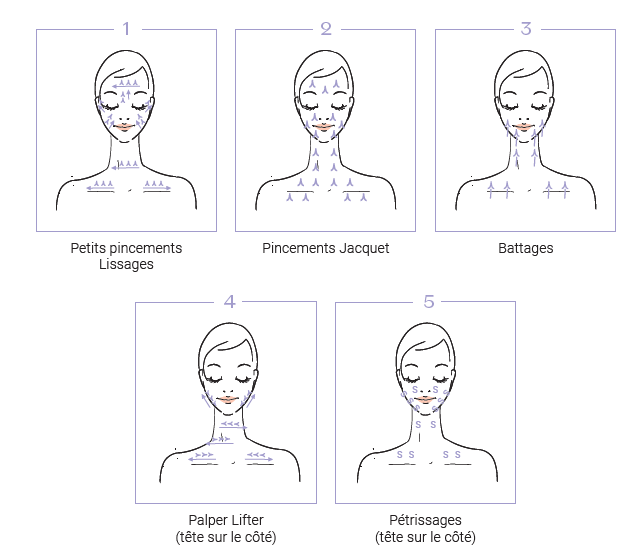 1
2
3
Petits pincements
Lissages
Pincements Jacquet
Battages
4
5
S S
S S
S S
S S S S
Palper Lifter
(tête sur le côté)
Pétrissages
(tête sur le côté)